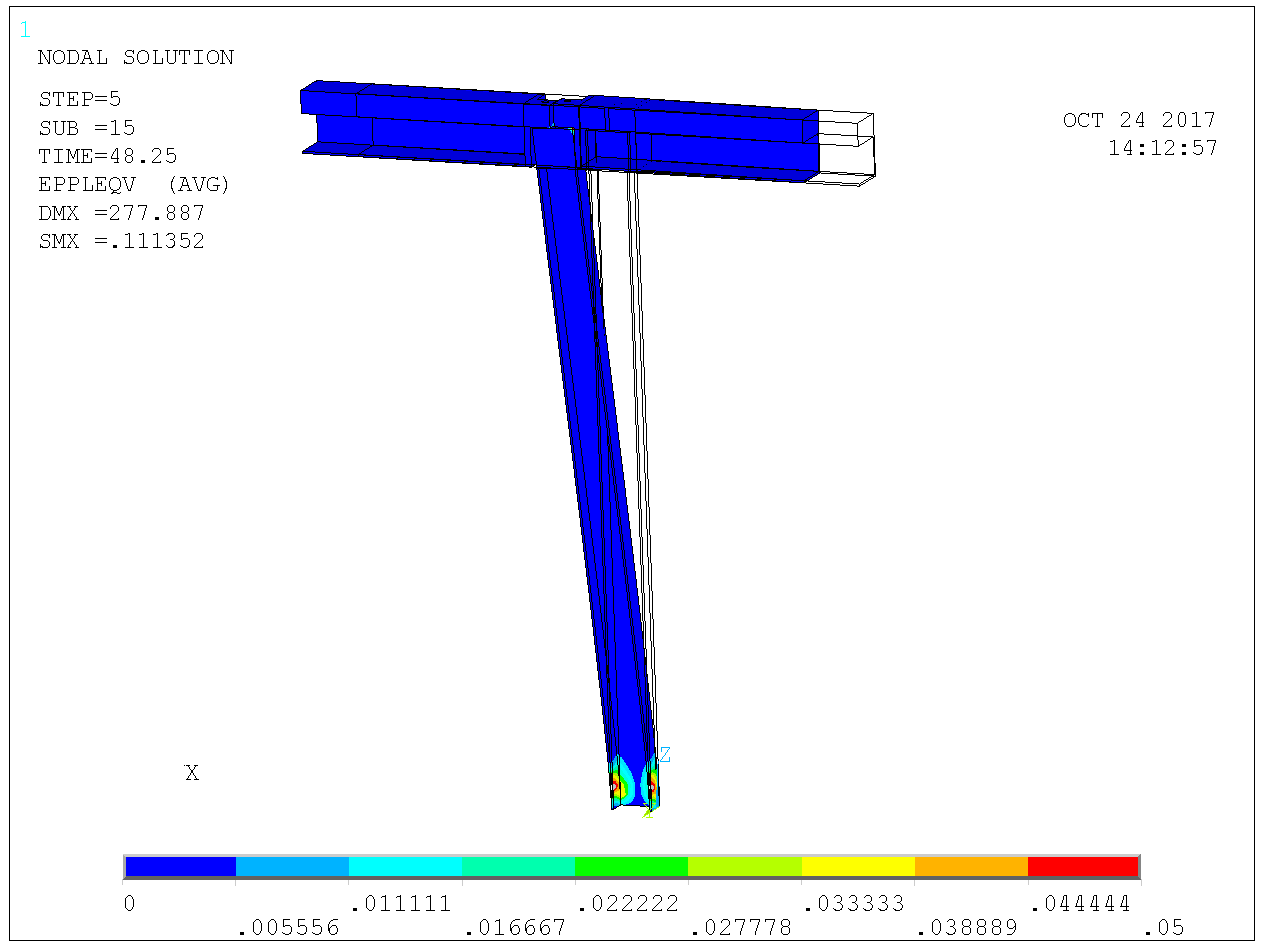 1
NODAL SOLUTION
STEP=5
SUB =15
TIME=48.25
EPPLEQV (AVG)
DMX =277.887
SMX =.111352
OCT 24 2017
14:12:57
Z
X
0 .011111 .022222 .033333 .044444
.005556 .016667 .027778 .038889 .05